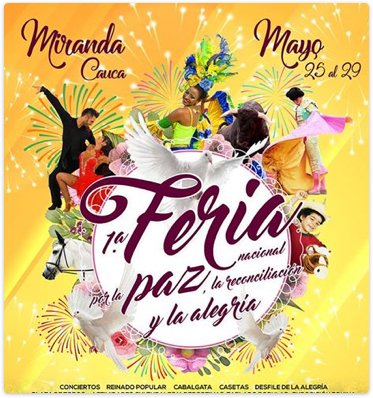 Miranda
Cauca
Mayo
25 al 29
1.a Feria
nacional
por la paz, la reconciliación
y la alegría
CONCIERTOS REINADO POPULAR CABALGATA CASETAS DESFILE DE LA ALEGRÍA